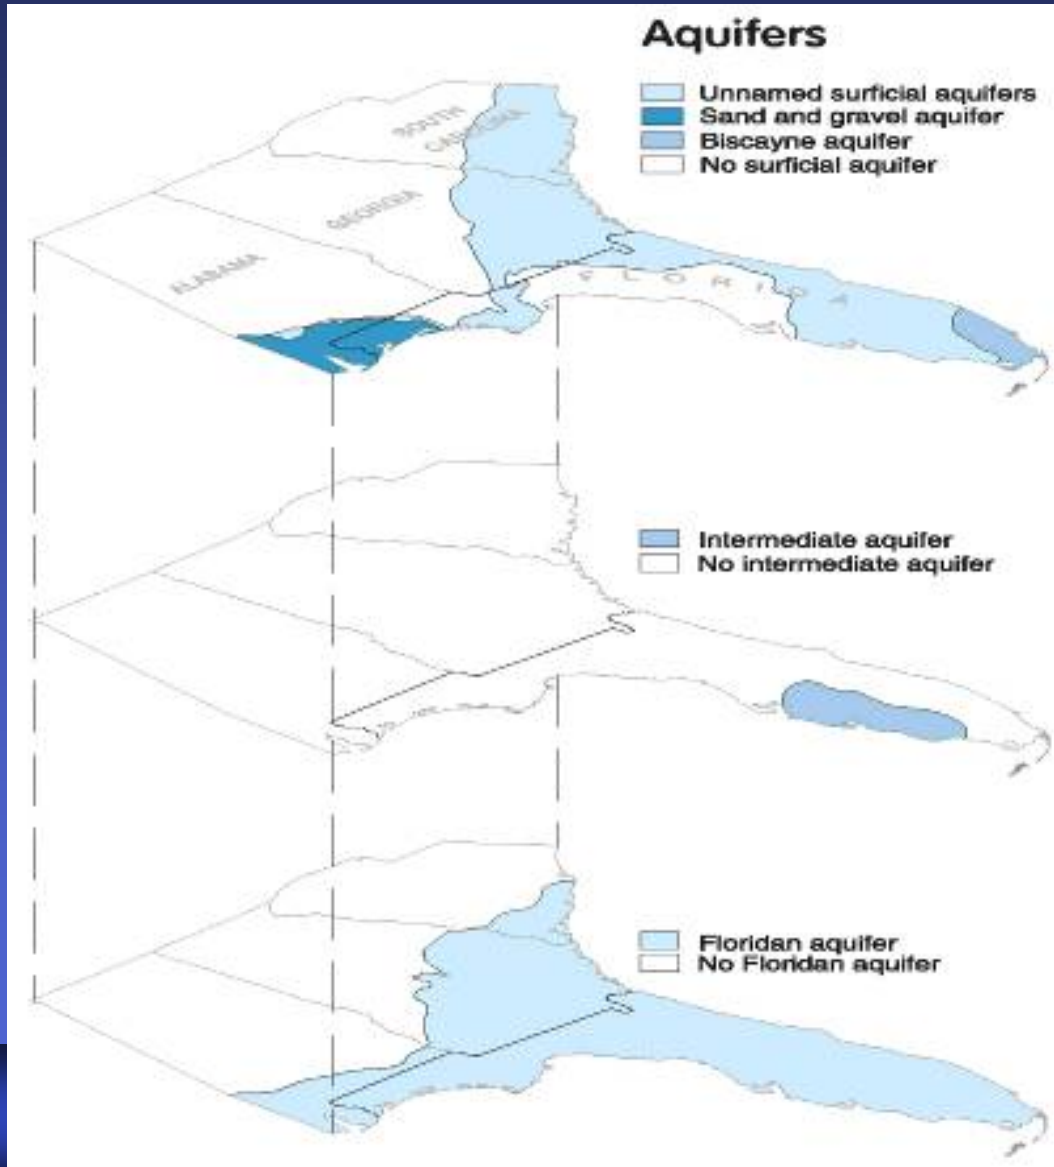 Aquifers
Unnamed surficial aquifers
Sand and gravel aquifer
Biscayne aquifer
No surficial aquifer
SOUTH
CAROLINA
GEORGIA
ALABAMA
FLORIDA
Intermediate aquifer
No intermediate aquifer
Floridan aquifer
No Floridan aquifer